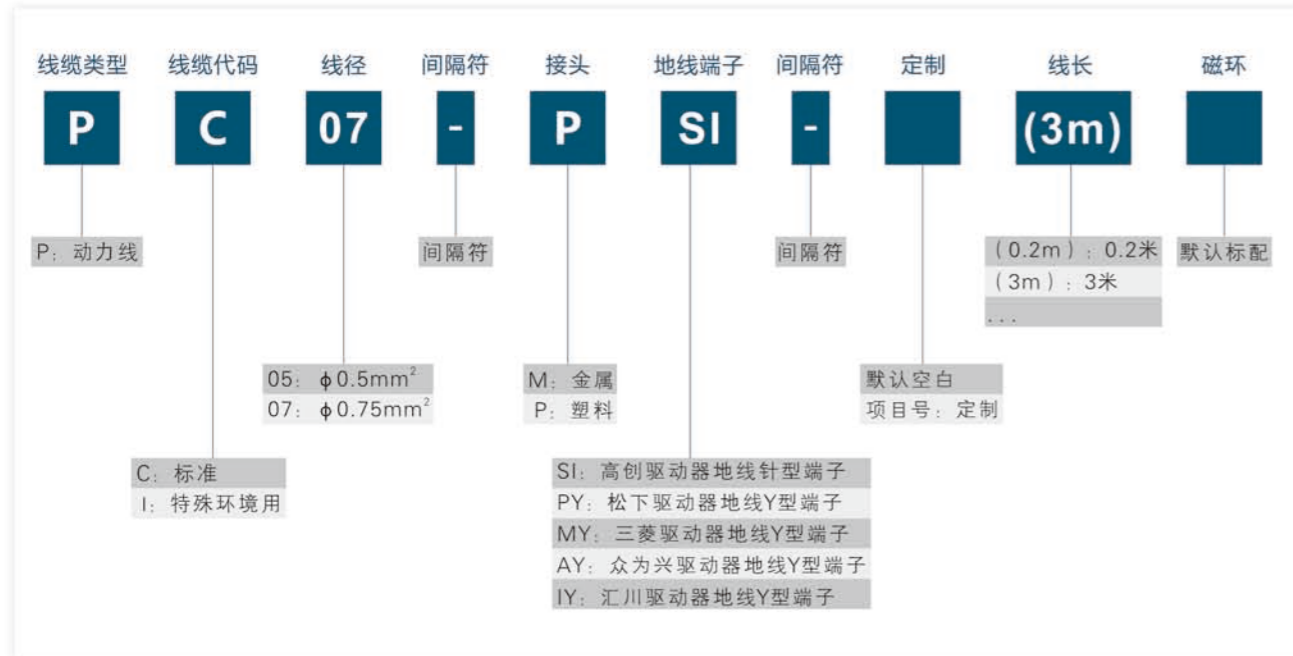 线缆类型 线缆代码 线径 间隔符 接头 地线端子 间隔符 定制 线长 磁环
P C 07 - P SI - (3m)
P：动力线
间隔符
间隔符
(0.2m)：0.2米
(3m)：3米
...
默认标配
05：ϕ0.5mm²
07：ϕ0.75mm²
M：金属
P：塑料
默认空白
项目号：定制
C：标准
I：特殊环境用
SI：高创驱动器地线针型端子
PY：松下驱动器地线Y型端子
MY：三菱驱动器地线Y型端子
AY：众为兴驱动器地线Y型端子
IY：汇川驱动器地线Y型端子